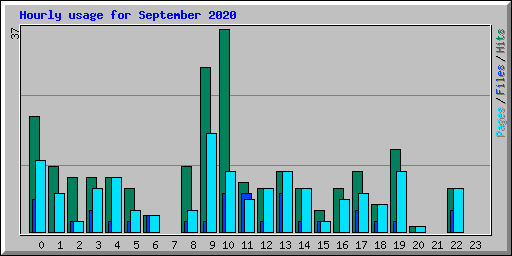 Hourly usage for September 2020
37
Pages/Files/Hits
0 1 2 3 4 5 6 7 8 9 10 11 12 13 14 15 16 17 18 19 20 21 22 23